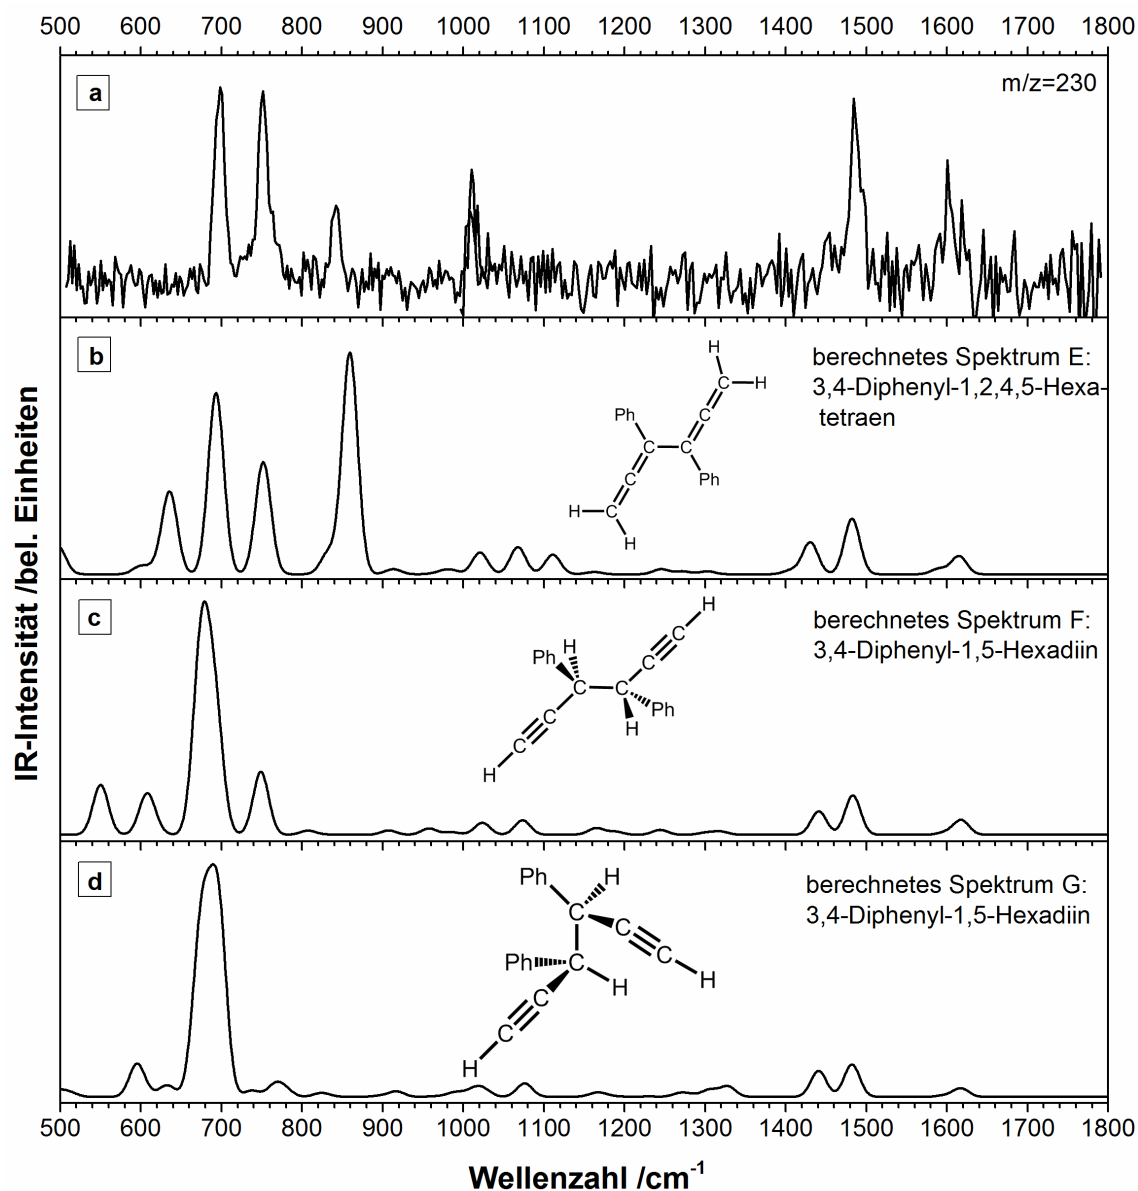 500 600 700 800 900 1000 1100 1200 1300 1400 1500 1600 1700 1800
a
m/z=230
b
berechnetes Spektrum E:
3,4-Diphenyl-1,2,4,5-Hexa-
tetraen
H
C H
Ph C
C C
C Ph
H C
H
c
berechnetes Spektrum F:
3,4-Diphenyl-1,5-Hexadiin
H
C
Ph H C
C C
C Ph
C H
H
d
berechnetes Spektrum G:
3,4-Diphenyl-1,5-Hexadiin
Ph H
C C
C
Ph C H
H
C
C
H
IR-Intensität /bel. Einheiten
500 600 700 800 900 1000 1100 1200 1300 1400 1500 1600 1700 1800
Wellenzahl /cm⁻¹